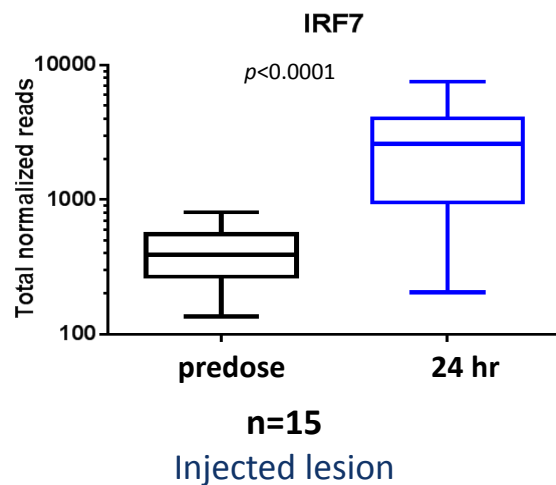 IRF7
p<0.0001
Total normalized reads
10000
1000
100
predose
24 hr
n=15
Injected lesion